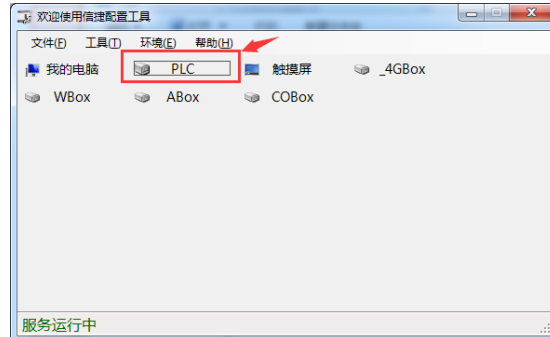 欢迎使用信捷配置工具
文件(F) 工具(T) 环境(E) 帮助(H)
我的电脑 PLC 触摸屏 _4GBox
WBox ABox COBox
服务运行中